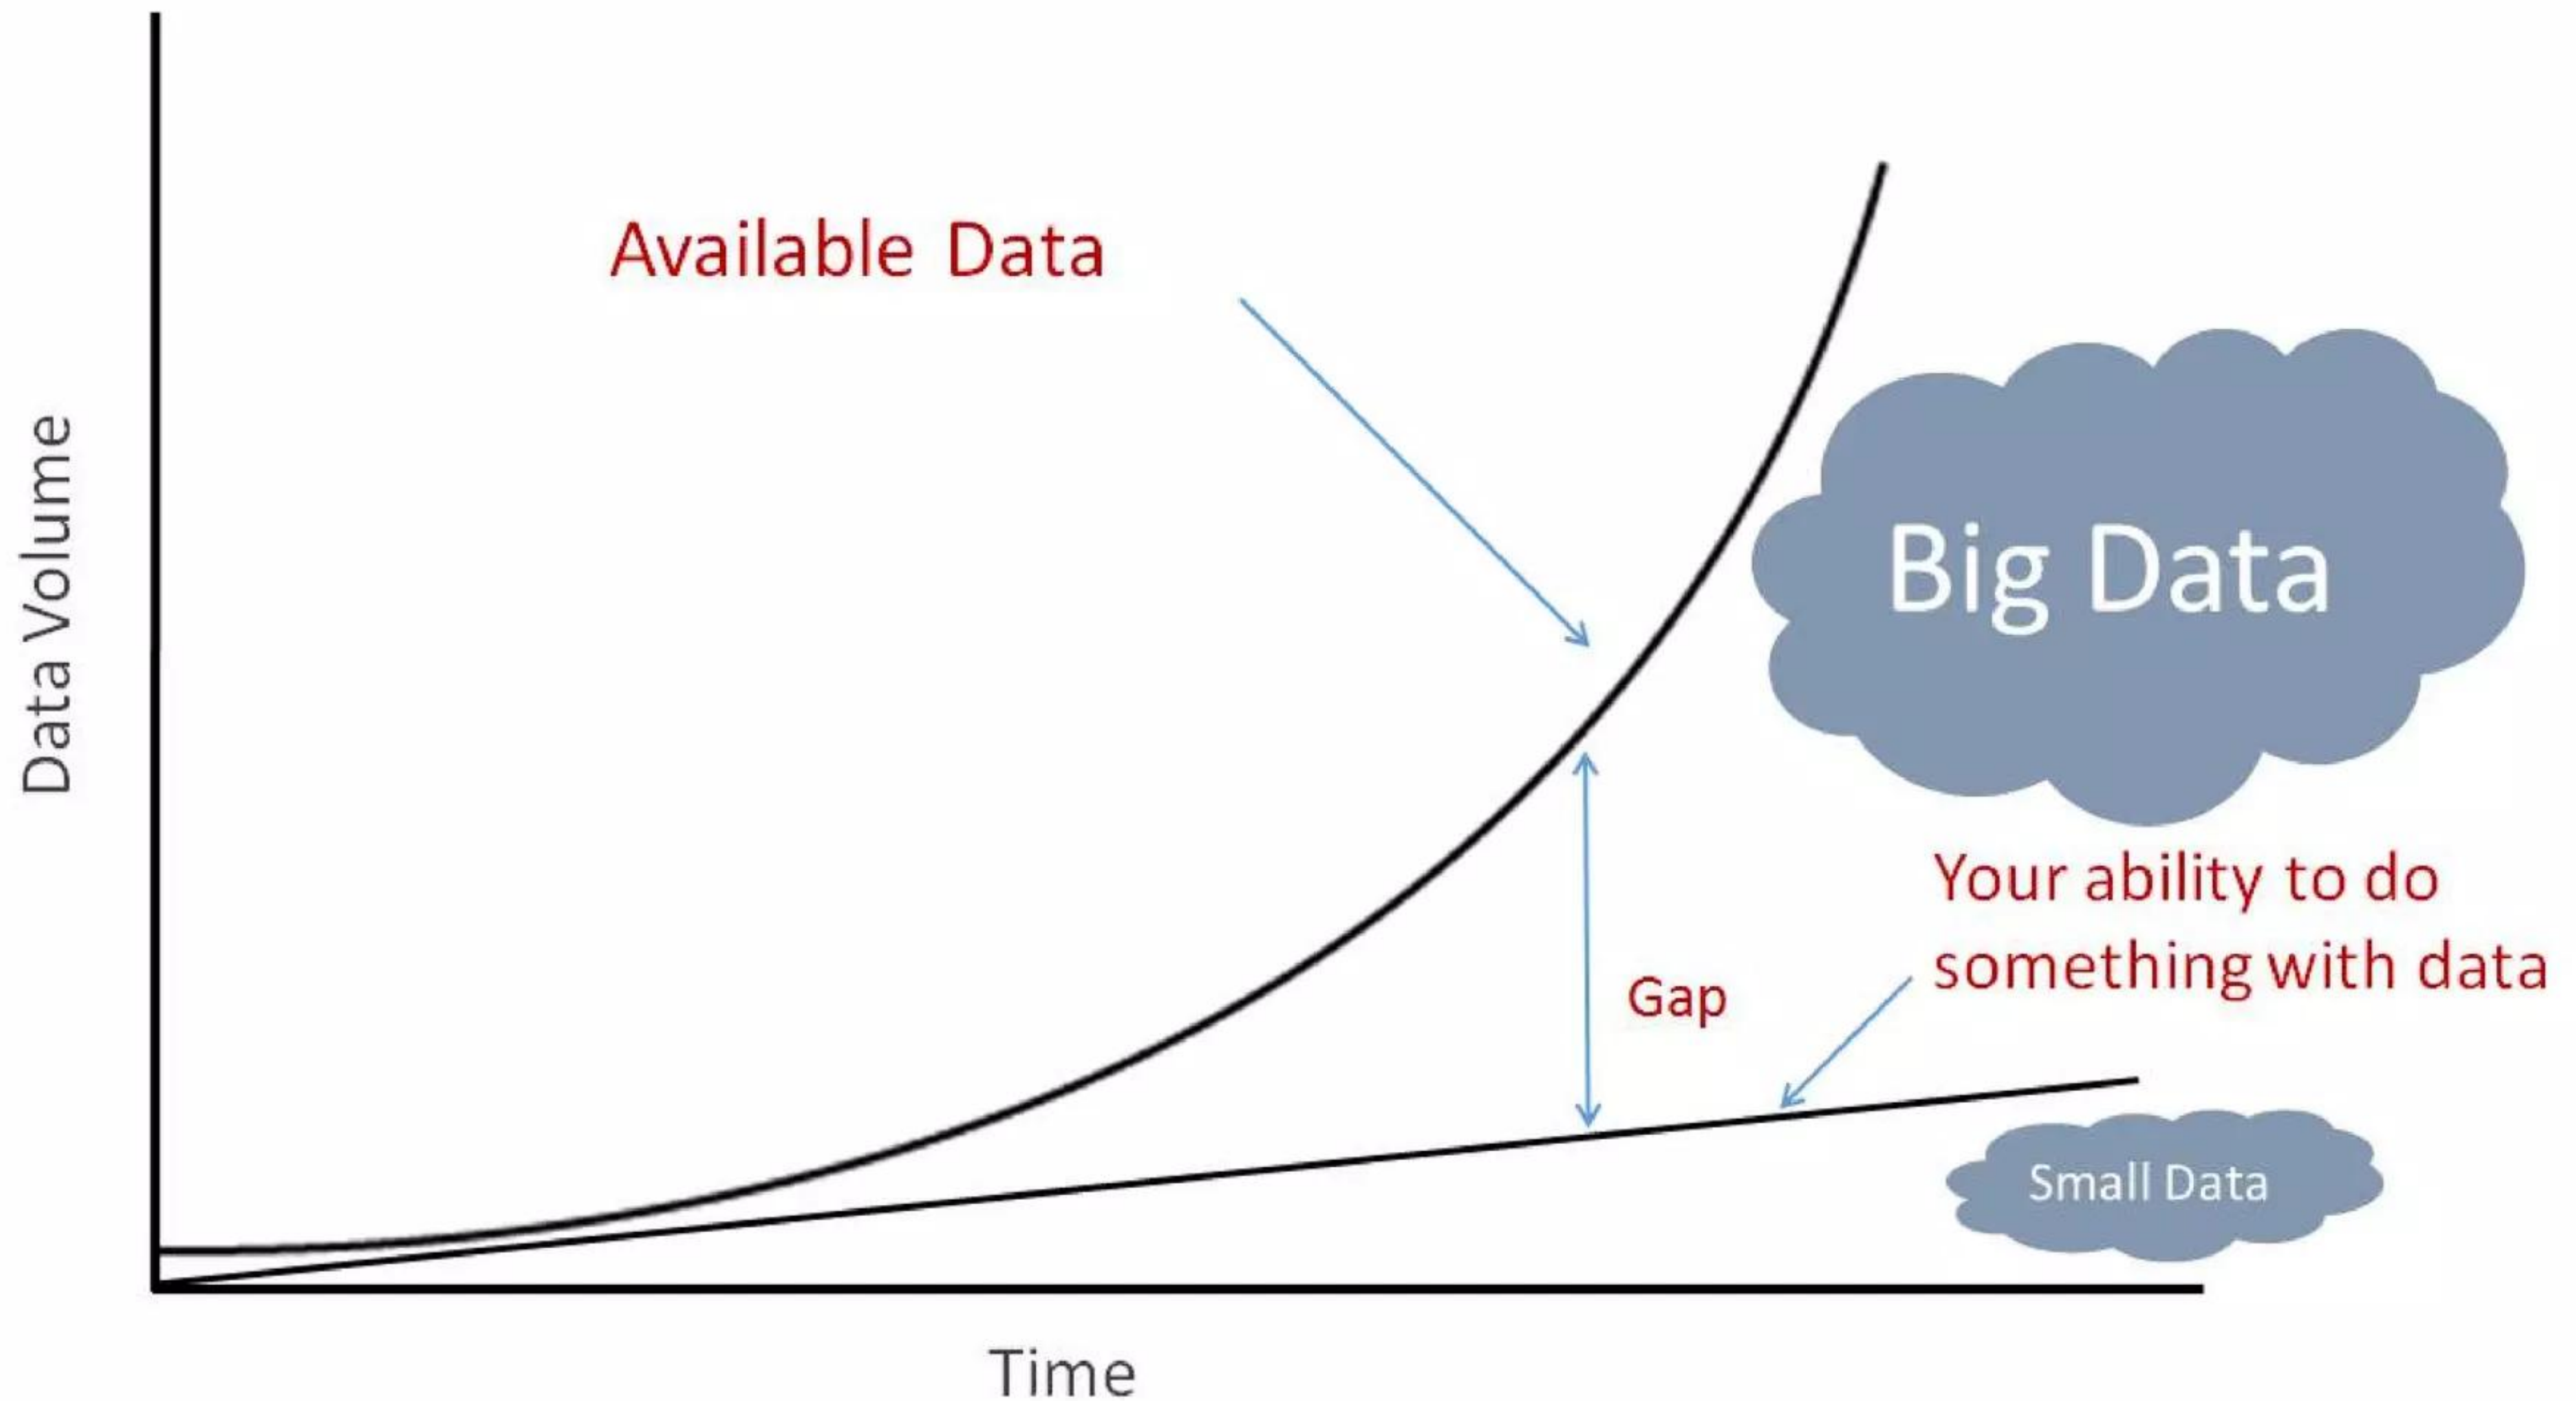 Available Data
Data Volume
Big Data
Your ability to do
something with data
Gap
Small Data
Time